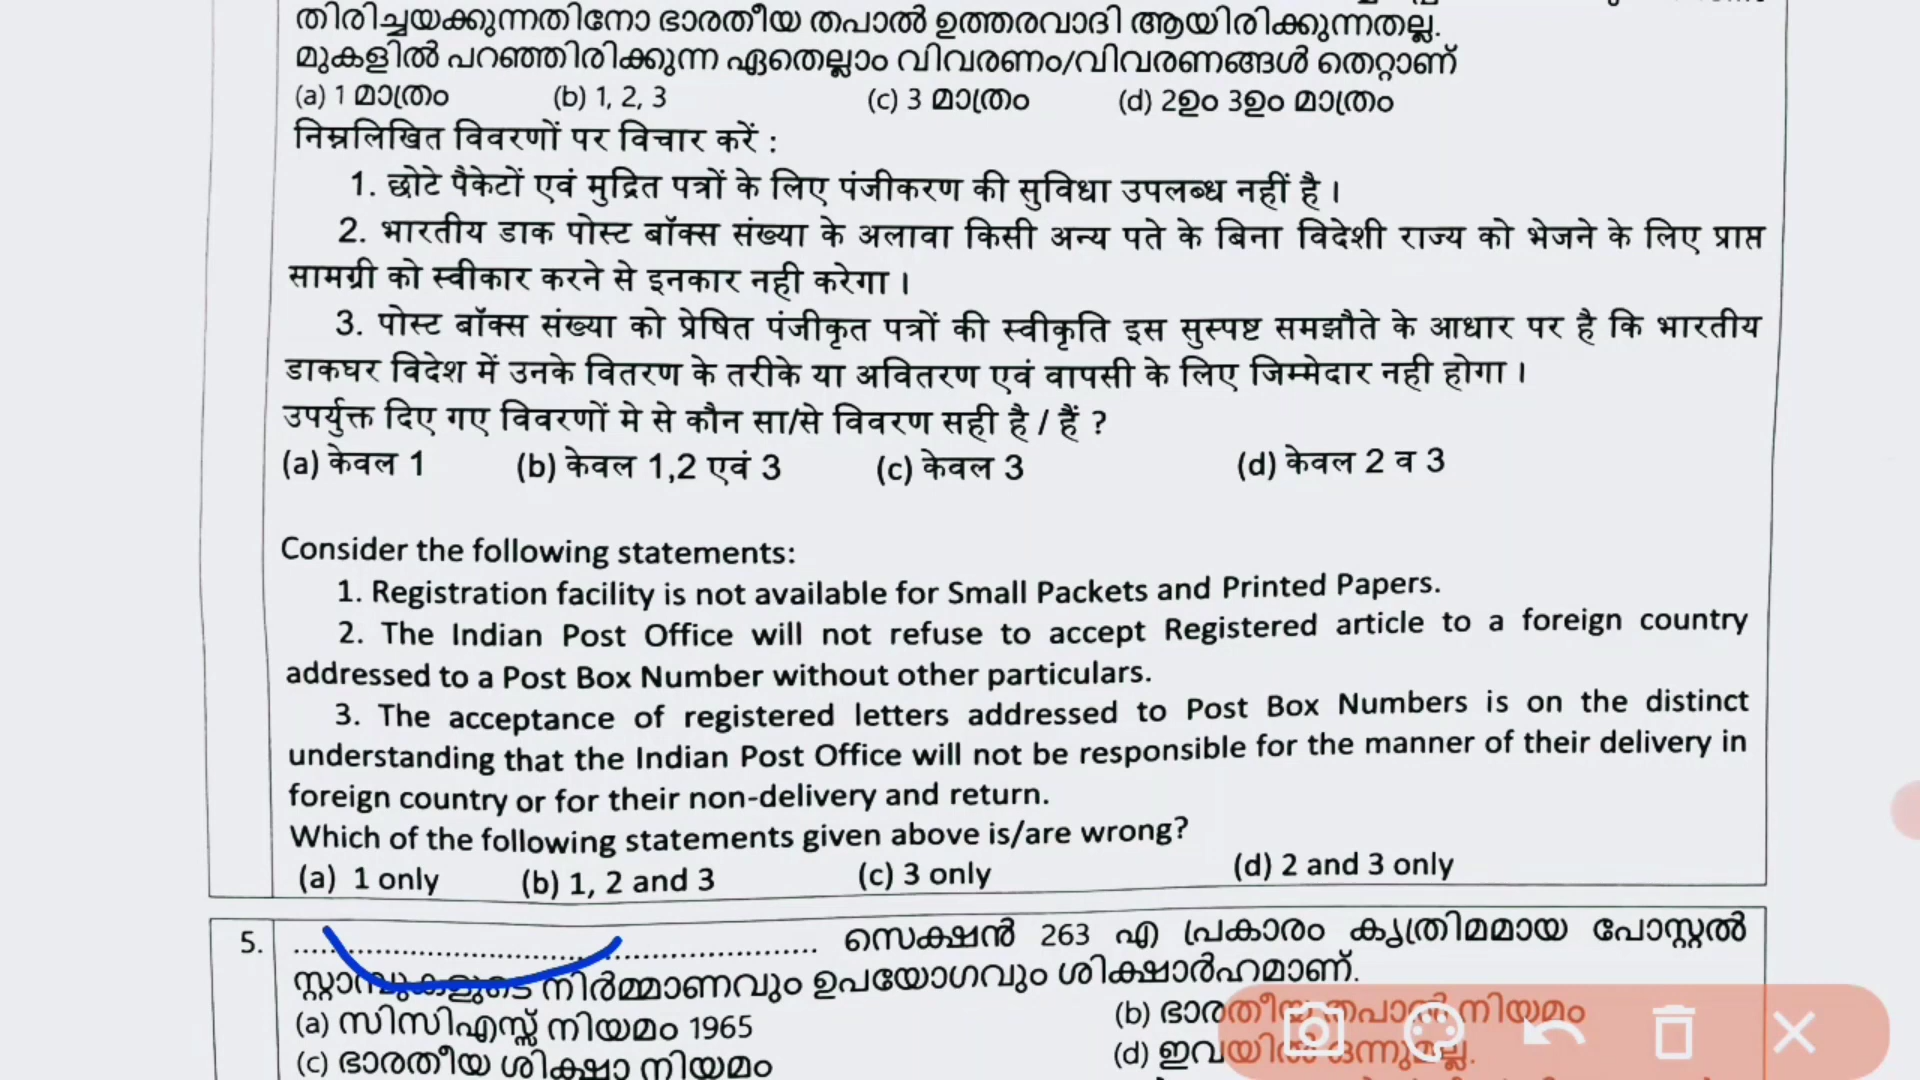 തിരിച്ചയക്കുന്നതിനോ ഭാരതീയ തപാൽ ഉത്തരവാദി ആയിരിക്കുന്നതല്ല.
മുകളിൽ പറഞ്ഞിരിക്കുന്ന ഏതെല്ലാം വിവരണം/വിവരണങ്ങൾ തെറ്റാണ്
(a) 1 മാത്രം (b) 1, 2, 3 (c) 3 മാത്രം (d) 2ഉം 3ഉം മാത്രം
निम्नलिखित विवरणों पर विचार करें :
1. छोटे पैकेटों एवं मुद्रित पत्रों के लिए पंजीकरण की सुविधा उपलब्ध नहीं है ।
2. भारतीय डाक पोस्ट बॉक्स संख्या के अलावा किसी अन्य पते के बिना विदेशी राज्य को भेजने के लिए प्राप्त
सामग्री को स्वीकार करने से इनकार नही करेगा ।
3. पोस्ट बॉक्स संख्या को प्रेषित पंजीकृत पत्रों की स्वीकृति इस सुस्पष्ट समझौते के आधार पर है कि भारतीय
डाकघर विदेश में उनके वितरण के तरीके या अवितरण एवं वापसी के लिए जिम्मेदार नही होगा ।
उपर्युक्त दिए गए विवरणों मे से कौन सा/से विवरण सही है / हैं ?
(a) केवल 1 (b) केवल 1,2 एवं 3 (c) केवल 3 (d) केवल 2 व 3
Consider the following statements:
1. Registration facility is not available for Small Packets and Printed Papers.
2. The Indian Post Office will not refuse to accept Registered article to a foreign country
addressed to a Post Box Number without other particulars.
3. The acceptance of registered letters addressed to Post Box Numbers is on the distinct
understanding that the Indian Post Office will not be responsible for the manner of their delivery in
foreign country or for their non-delivery and return.
Which of the following statements given above is/are wrong?
(a) 1 only (b) 1, 2 and 3 (c) 3 only (d) 2 and 3 only
5. .......................................................... സെക്ഷൻ 263 എ പ്രകാരം കൃത്രിമമായ പോസ്റ്റൽ
സ്റ്റാമ്പുകളുടെ നിർമ്മാണവും ഉപയോഗവും ശിക്ഷാർഹമാണ്.
(a) സിസിഎസ്സ് നിയമം 1965 (b) ഭാരതീയ തപാൽ നിയമം
(c) ഭാരതീയ ശിക്ഷാ നിയമം (d) ഇവയിൽ ഒന്നുമല്ല.